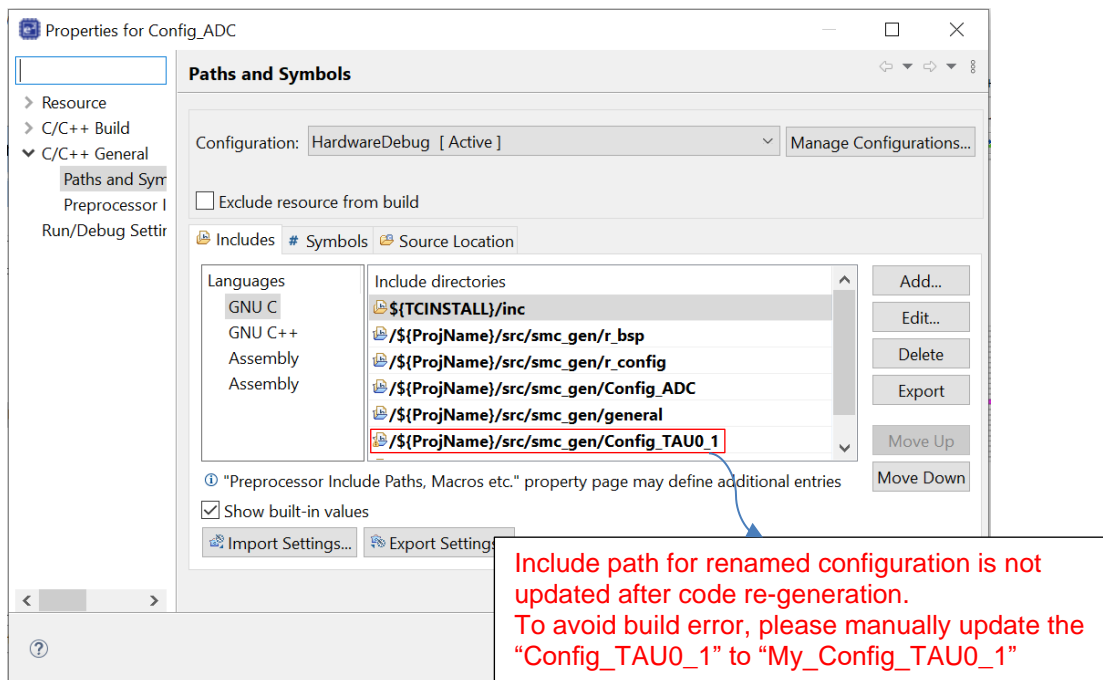 Properties for Config_ADC
Paths and Symbols
Resource
C/C++ Build
C/C++ General
Paths and Sym
Preprocessor I
Run/Debug Settir
Configuration: HardwareDebug [ Active ]
Manage Configurations...
Exclude resource from build
Includes # Symbols Source Location
Languages
GNU C
GNU C++
Assembly
Assembly
Include directories
${TCINSTALL}/inc
/${ProjName}/src/smc_gen/r_bsp
/${ProjName}/src/smc_gen/r_config
/${ProjName}/src/smc_gen/Config_ADC
/${ProjName}/src/smc_gen/general
/${ProjName}/src/smc_gen/Config_TAU0_1
Add...
Edit...
Delete
Export
Move Up
Move Down
"Preprocessor Include Paths, Macros etc." property page may define additional entries
Show built-in values
Import Settings... Export Settings
Include path for renamed configuration is not
updated after code re-generation.
To avoid build error, please manually update the
“Config_TAU0_1” to “My_Config_TAU0_1”